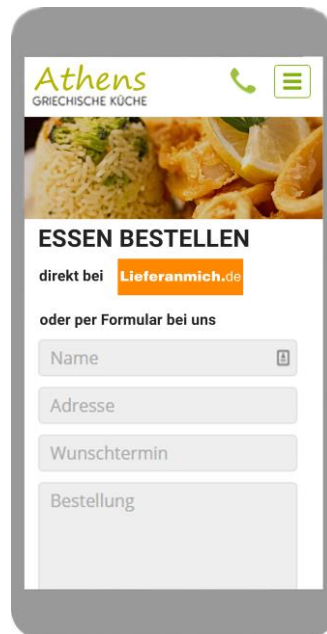 Athens
GRIECHISCHE KÜCHE
ESSEN BESTELLEN
direkt bei Lieferanmich.de
oder per Formular bei uns
Name
Adresse
Wunschtermin
Bestellung